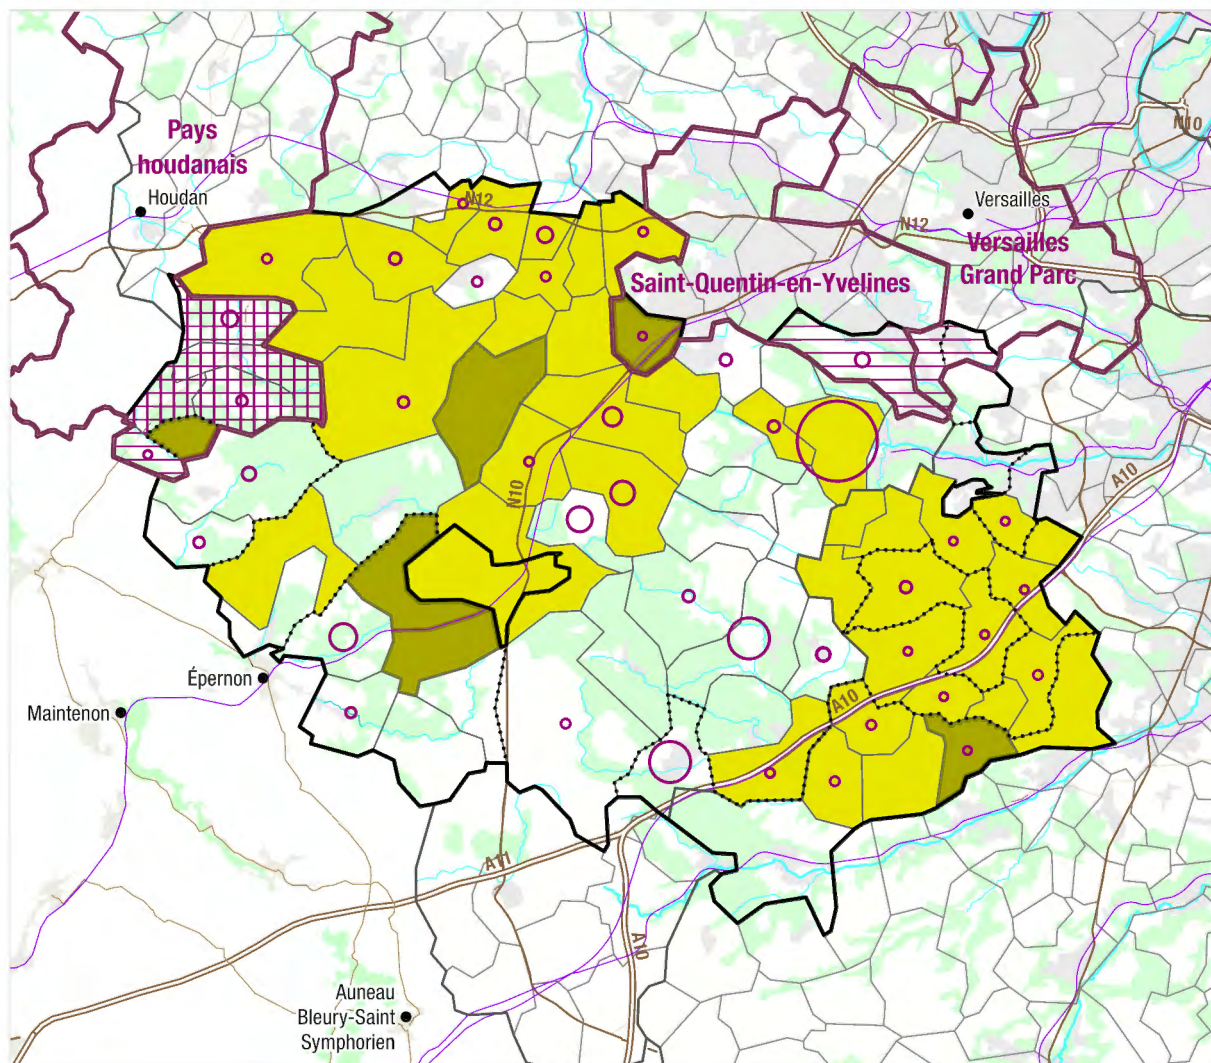 N10
Pays
houdanais
Houdan
N12
Versailles
N12
Versailles
Grand Parc
Saint-Quentin-en-Yvelines
A10
N10
Épernon
A10
Maintenon
A11
A10
Auneau
Bleury-Saint
Symphorien